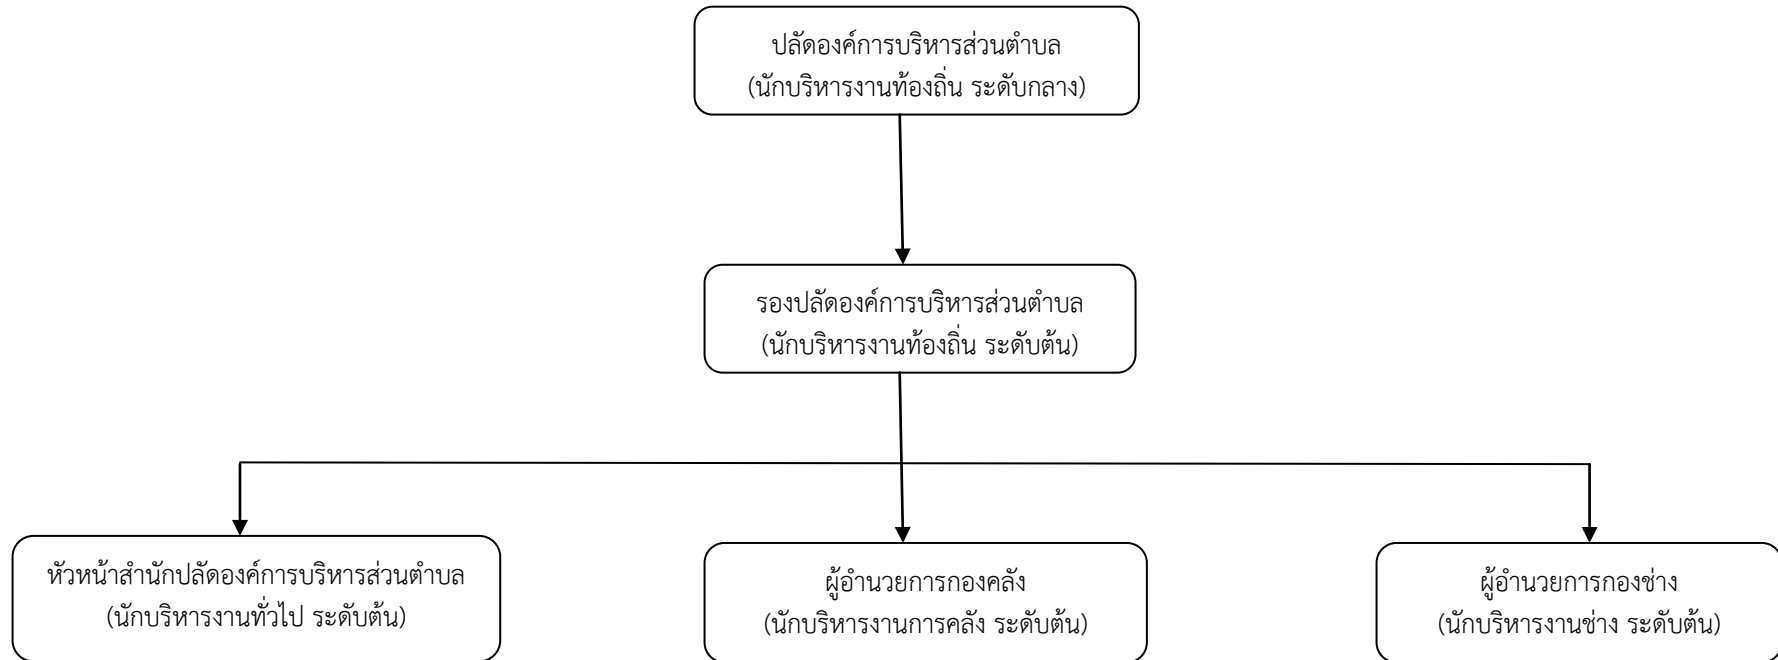 ปลัดองค์การบริหารส่วนตำบล
(นักบริหารงานท้องถิ่น ระดับกลาง)
รองปลัดองค์การบริหารส่วนตำบล
(นักบริหารงานท้องถิ่น ระดับต้น)
หัวหน้าสำนักปลัดองค์การบริหารส่วนตำบล
(นักบริหารงานทั่วไป ระดับต้น)
ผู้อำนวยการกองคลัง
(นักบริหารงานการคลัง ระดับต้น)
ผู้อำนวยการกองช่าง
(นักบริหารงานช่าง ระดับต้น)